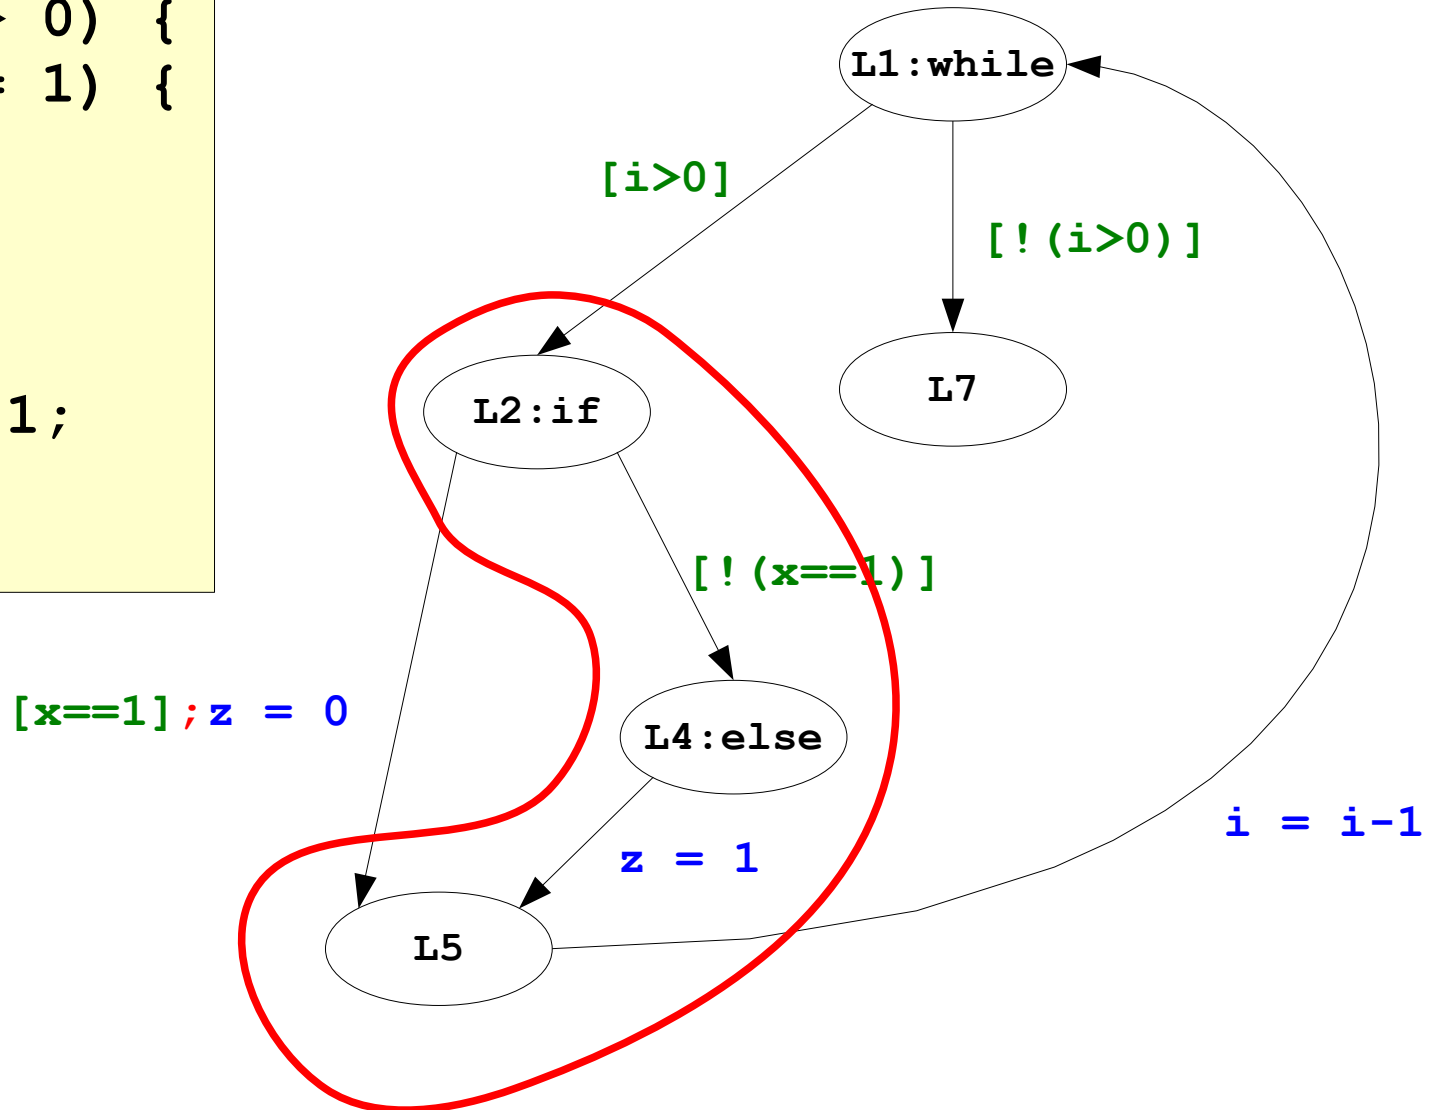 0) {
= 1) {
1;
L1:while
[i>0]
[!(i>0)]
L7
L2:if
[!(x==1)]
[x==1];z = 0
L4:else
i = i-1
z = 1
L5